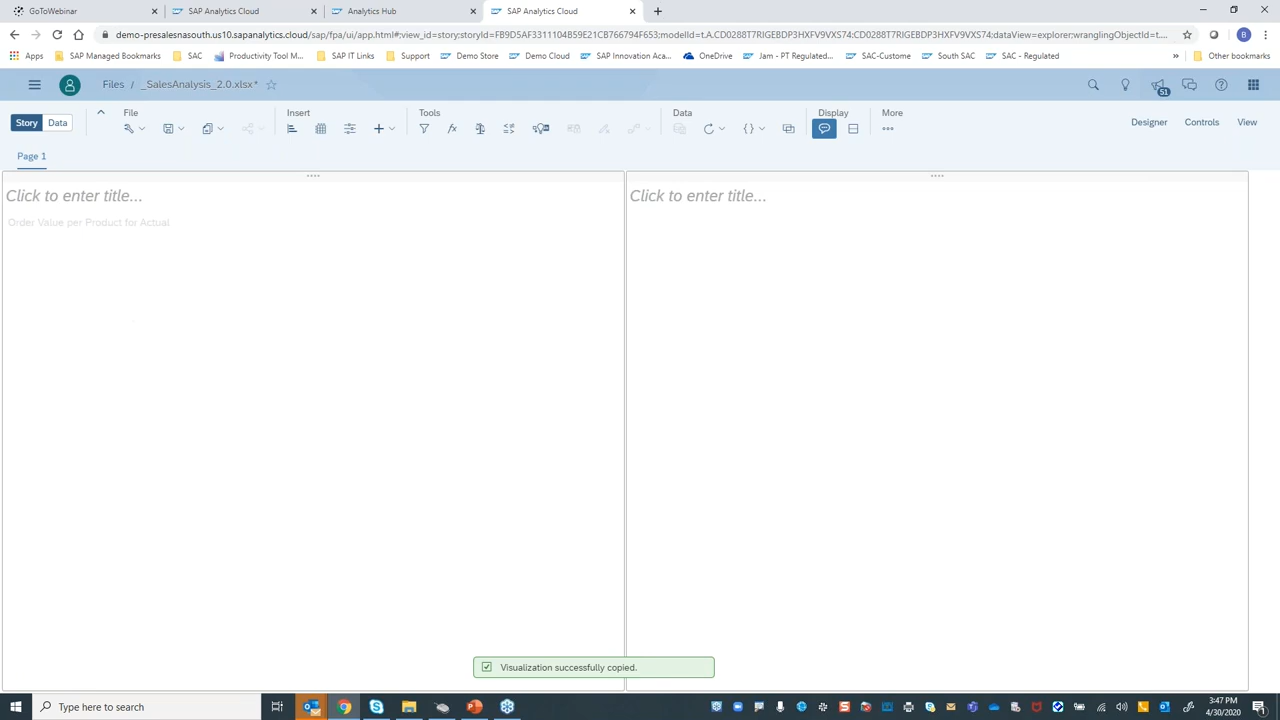 GoToWebinar
SAP Analytics Cloud
Analytics Hub
SAP Analytics Cloud
demo-presalesnasouth.us10.sapanalytics.cloud/sap/fpa/ui/app.html#;view_id=story;storyId=FB9D5AF3311104B59E21CB766794F653;modelId=t.A.CD0288T7RIGEBDP3HXFV9VXS74:CD0288T7RIGEBDP3HXFV9VXS74;dataView=explorer;wranglingObjectId=t....
B
Apps
SAP Managed Bookmarks
SAC
Productivity Tool M...
SAP IT Links
Support
Demo Store
SAP Innovation Aca...
OneDrive
Jam - PT Regulated...
Demo Cloud
SAC-Custome
South SAC
SAC - Regulated
»
Other bookmarks
Files / _SalesAnalysis_2.0.xlsx*
51
Story
Data
File
Insert
Tools
Data
Display
More
Designer
Controls
View
Page 1
Click to enter title...
Click to enter title...
Order Value per Product for Actual
Visualization successfully copied.
Type here to search
3:47 PM
4/30/2020